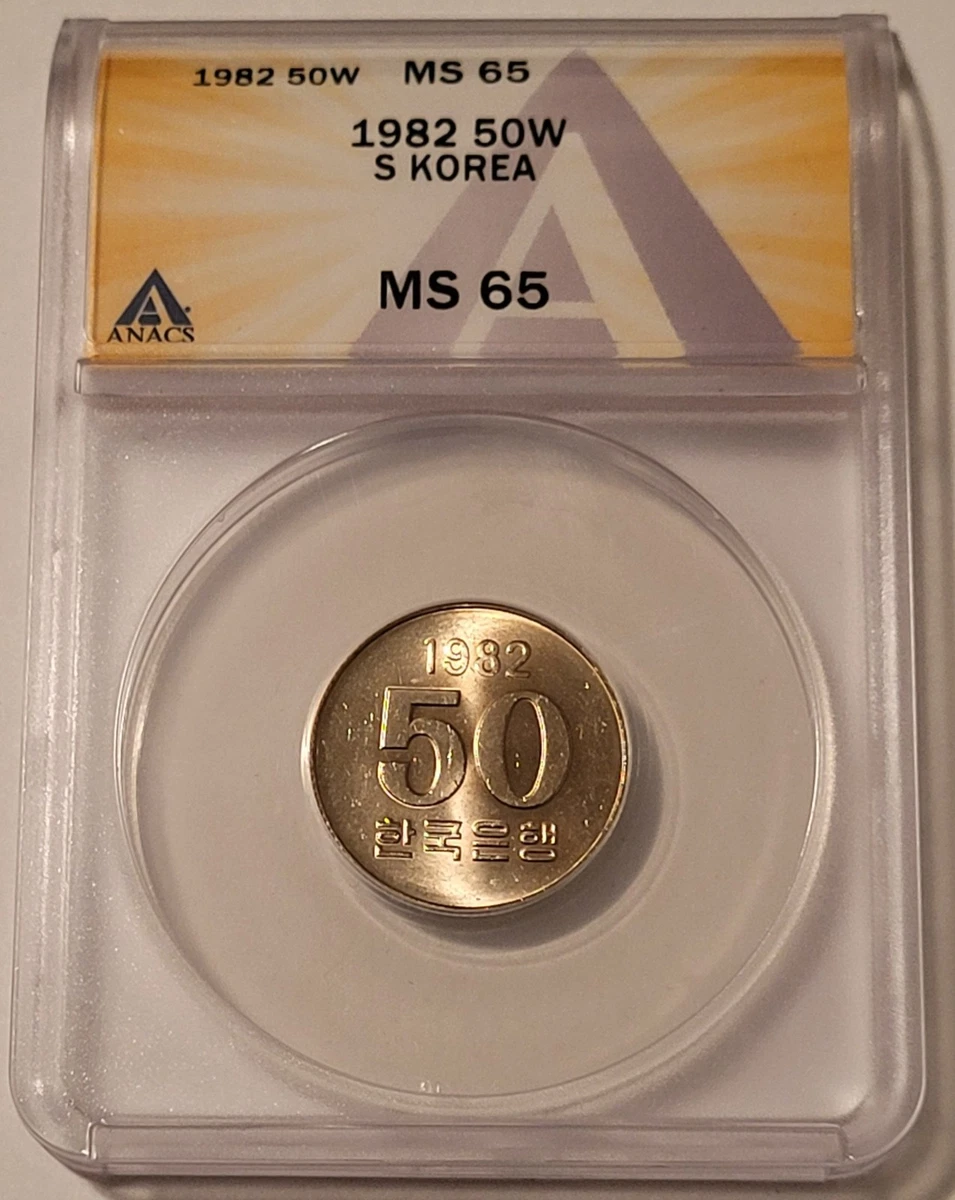 1982 50W MS 65
1982 50W
S KOREA
MS 65
ANACS
1982
50
한국은행